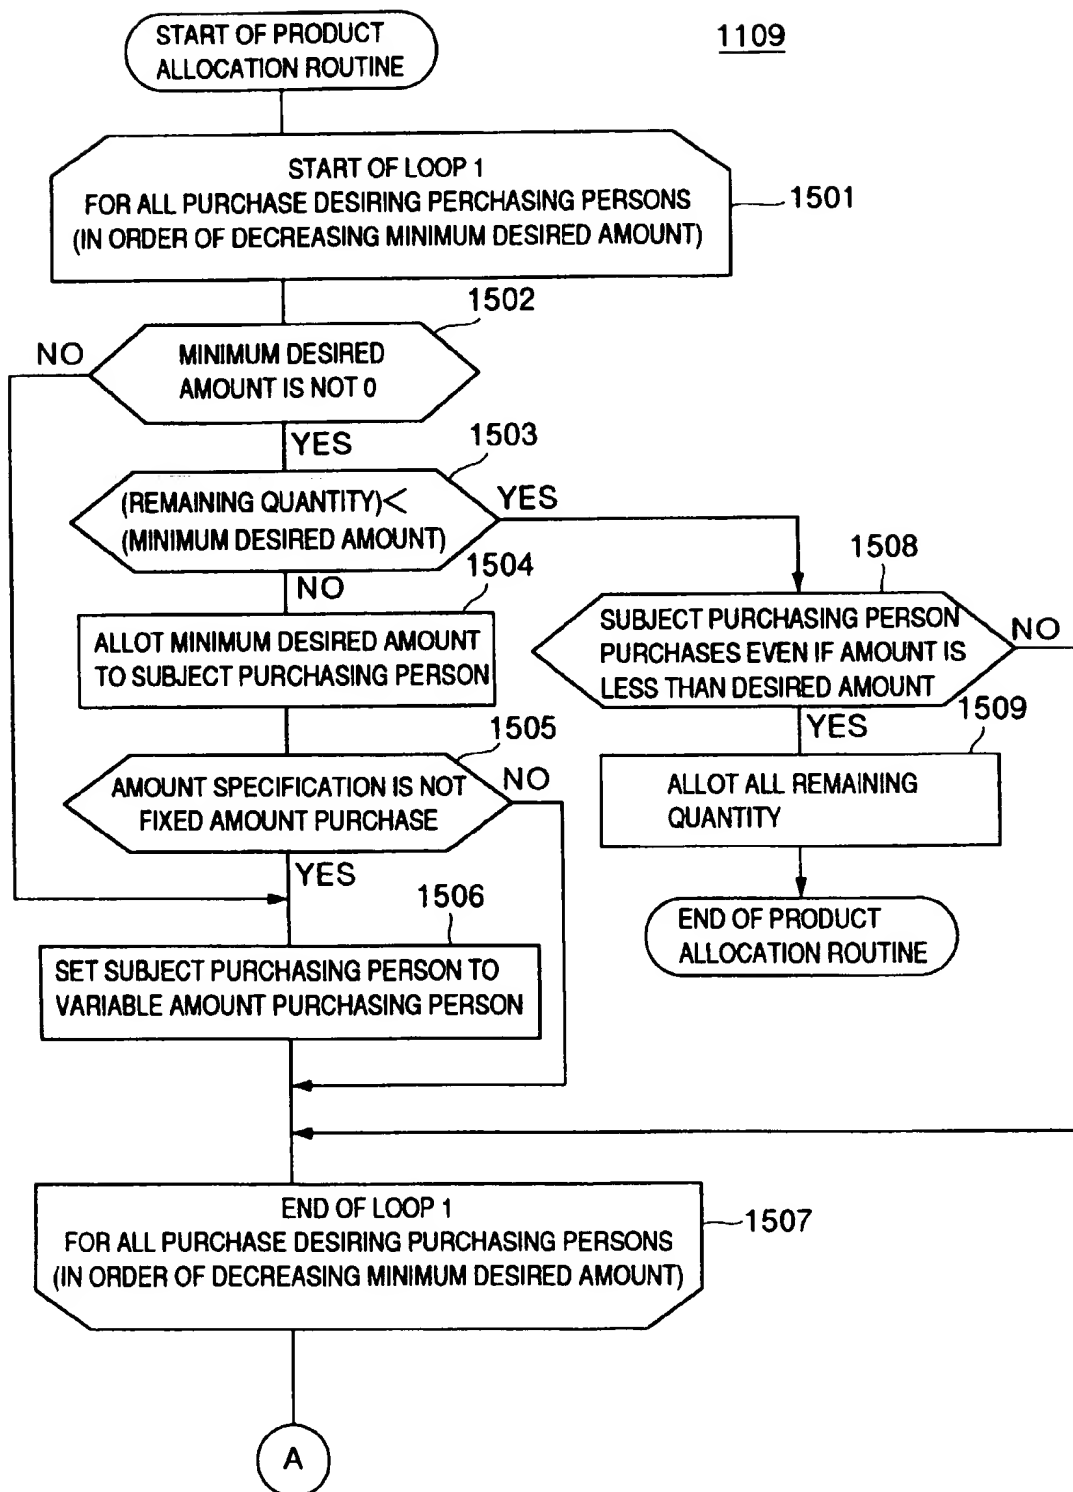 START OF PRODUCT
ALLOCATION ROUTINE
1109
START OF LOOP 1
FOR ALL PURCHASE DESIRING PERCHASING PERSONS
(IN ORDER OF DECREASING MINIMUM DESIRED AMOUNT)
1501
1502
NO
MINIMUM DESIRED
AMOUNT IS NOT 0
YES
1503
(REMAINING QUANTITY)<
(MINIMUM DESIRED AMOUNT)
YES
NO
1504
ALLOT MINIMUM DESIRED AMOUNT
TO SUBJECT PURCHASING PERSON
1508
SUBJECT PURCHASING PERSON
PURCHASES EVEN IF AMOUNT IS
LESS THAN DESIRED AMOUNT
NO
YES
1505
AMOUNT SPECIFICATION IS NOT
FIXED AMOUNT PURCHASE
NO
YES
1509
ALLOT ALL REMAINING
QUANTITY
END OF PRODUCT
ALLOCATION ROUTINE
1506
SET SUBJECT PURCHASING PERSON TO
VARIABLE AMOUNT PURCHASING PERSON
END OF LOOP 1
FOR ALL PURCHASE DESIRING PURCHASING PERSONS
(IN ORDER OF DECREASING MINIMUM DESIRED AMOUNT)
1507
A